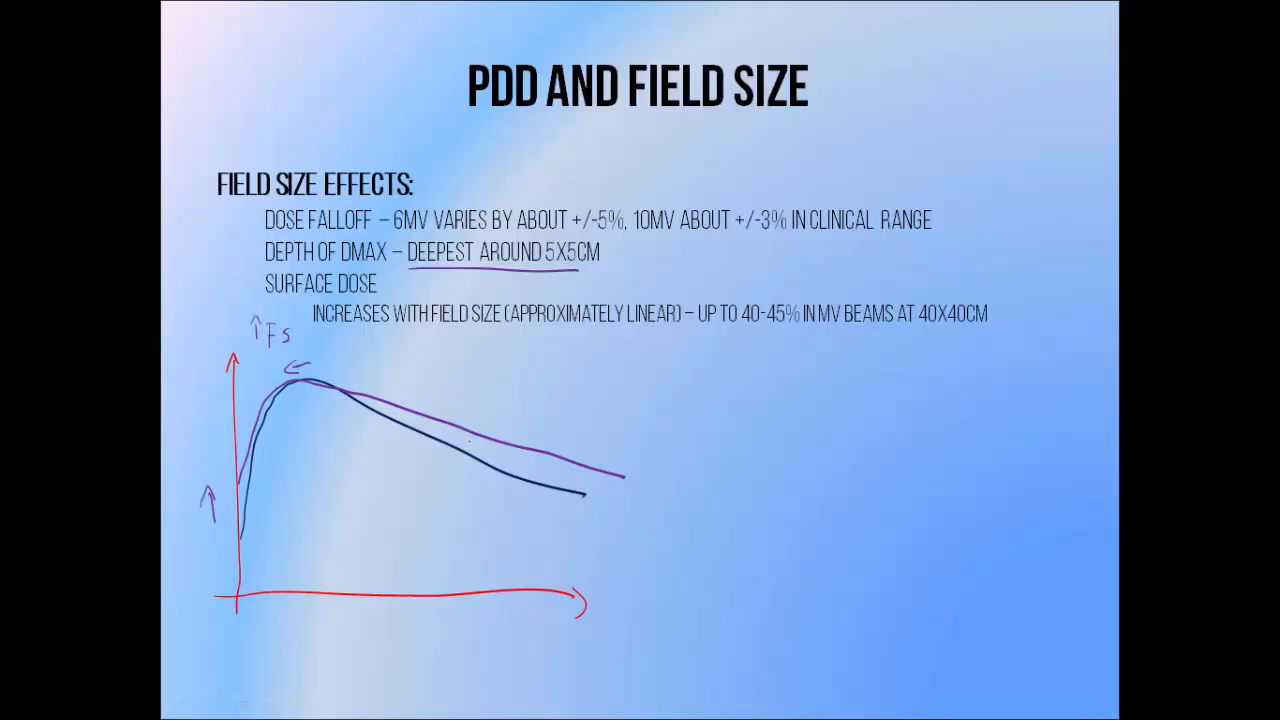 PDD AND FIELD SIZE
FIELD SIZE EFFECTS:
DOSE FALLOFF – 6MV VARIES BY ABOUT +/-5%, 10MV ABOUT +/-3% IN CLINICAL RANGE
DEPTH OF DMAX – DEEPEST AROUND 5X5CM
SURFACE DOSE
INCREASES WITH FIELD SIZE (APPROXIMATELY LINEAR) – UP TO 40-45% IN MV BEAMS AT 40X40CM
↑FS